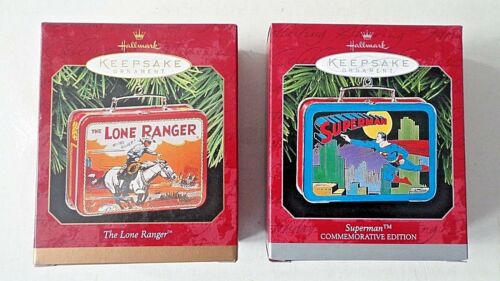 Hallmark
KEEPSAKE
ORNAMENT
THE LONE RANGER
The Lone Ranger™
Hallmark
KEEPSAKE
ORNAMENT
SUPERMAN
Superman™
COMMEMORATIVE EDITION